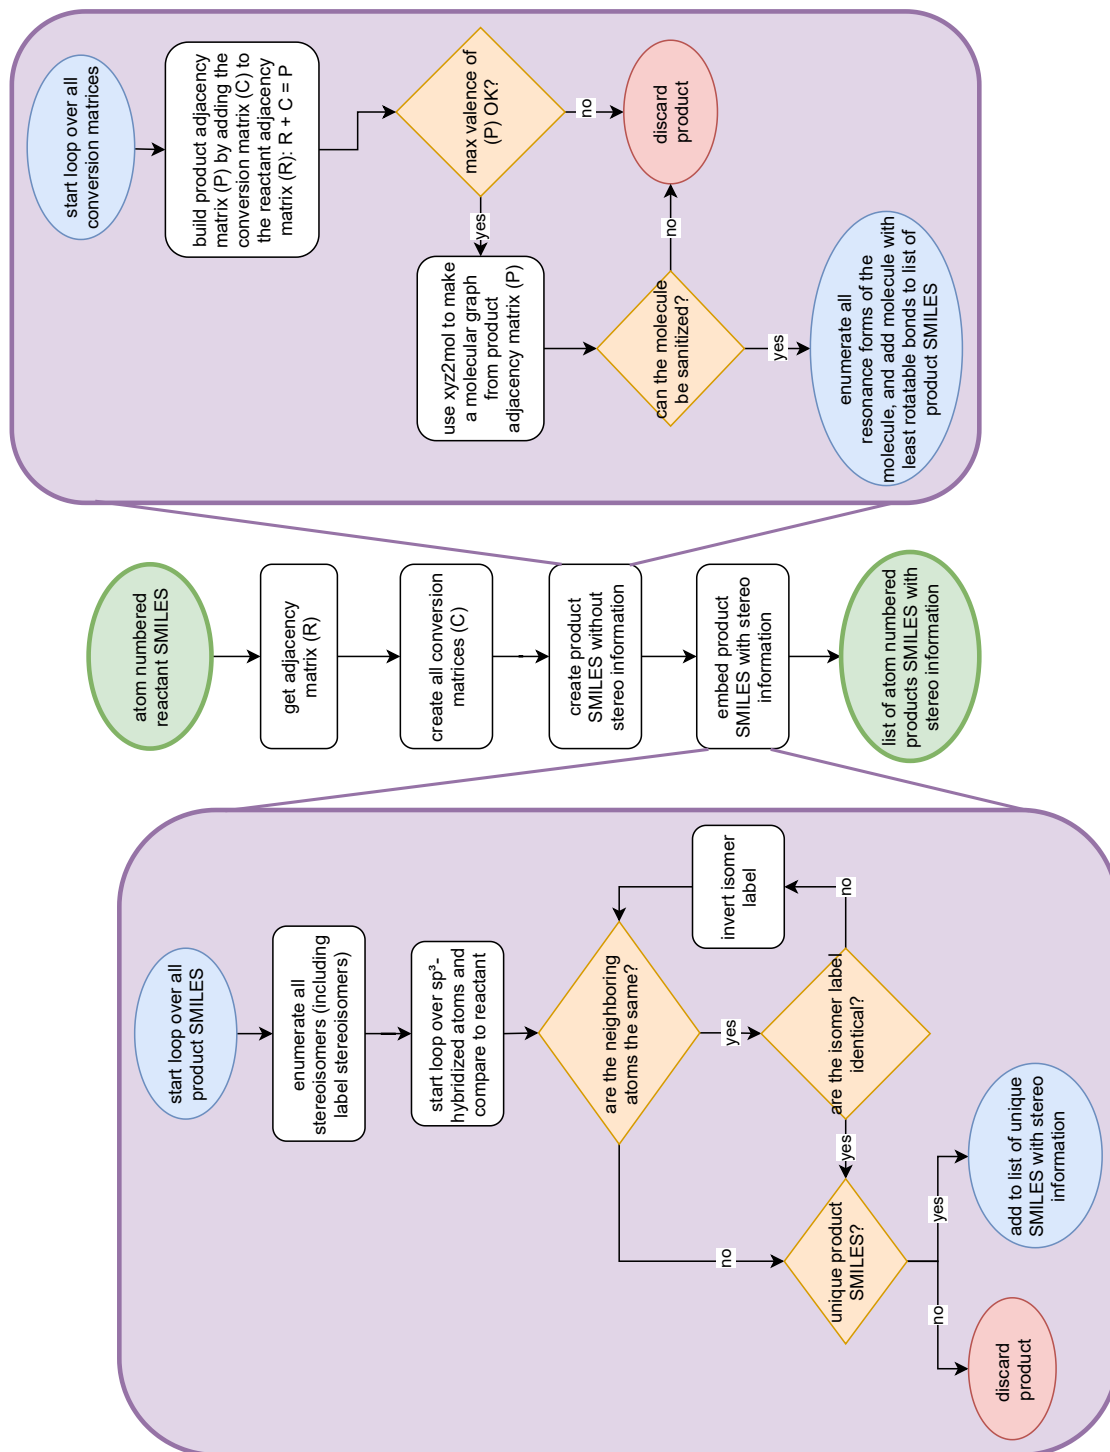 start loop over all
product SMILES
enumerate all
stereoisomers (including
label stereoisomers)
start loop over sp³-
hybridized atoms and
compare to reactant
are the neighboring
atoms the same?
invert isomer
label
no
yes
are the isomer label
identical?
no
yes
unique product
SMILES?
yes
no
add to list of unique
SMILES with stereo
information
discard
product
atom numbered
reactant SMILES
get adjacency
matrix (R)
create all conversion
matrices (C)
create product
SMILES without
stereo information
embed product
SMILES with stereo
information
list of atom numbered
products SMILES with
stereo information
start loop over all
conversion matrices
build product adjacency
matrix (P) by adding the
conversion matrix (C) to
the reactant adjacency
matrix (R): R + C = P
max valence of
(P) OK?
no
yes
discard
product
use xyz2mol to make
a molecular graph
from product
adjacency matrix (P)
can the molecule
be sanitized?
no
yes
enumerate all
resonance forms of the
molecule, and add molecule with
least rotatable bonds to list of
product SMILES